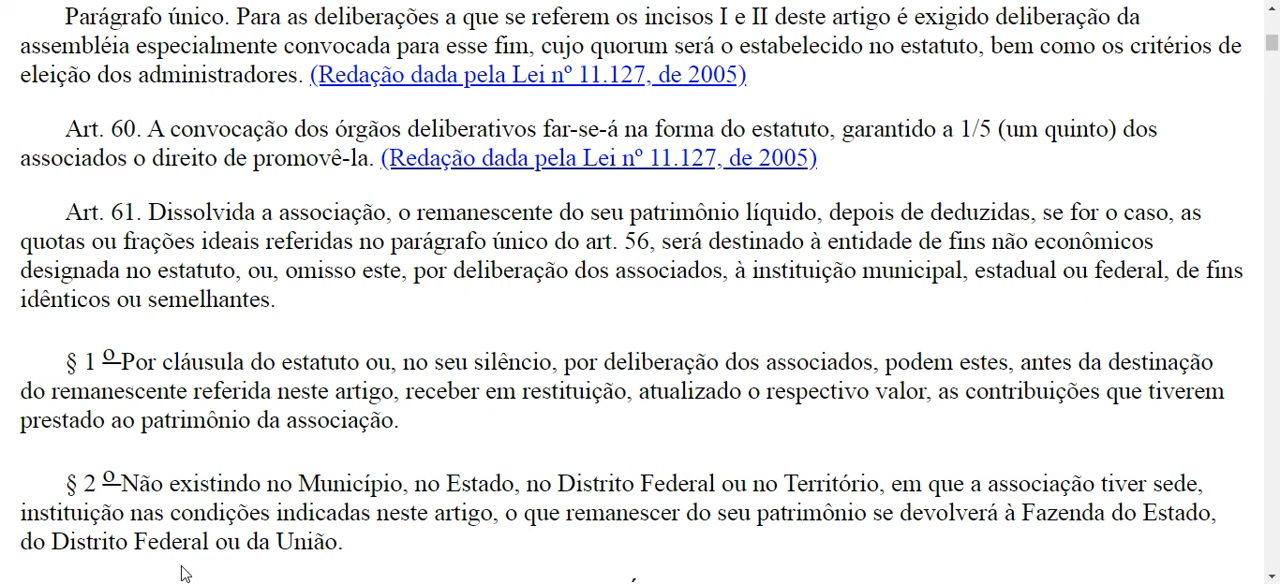 Parágrafo único. Para as deliberações a que se referem os incisos I e II deste artigo é exigido deliberação da
assembléia especialmente convocada para esse fim, cujo quorum será o estabelecido no estatuto, bem como os critérios de
eleição dos administradores. (Redação dada pela Lei nº 11.127, de 2005)
Art. 60. A convocação dos órgãos deliberativos far-se-á na forma do estatuto, garantido a 1/5 (um quinto) dos
associados o direito de promovê-la. (Redação dada pela Lei nº 11.127, de 2005)
Art. 61. Dissolvida a associação, o remanescente do seu patrimônio líquido, depois de deduzidas, se for o caso, as
quotas ou frações ideais referidas no parágrafo único do art. 56, será destinado à entidade de fins não econômicos
designada no estatuto, ou, omisso este, por deliberação dos associados, à instituição municipal, estadual ou federal, de fins
idênticos ou semelhantes.
§ 1 º Por cláusula do estatuto ou, no seu silêncio, por deliberação dos associados, podem estes, antes da destinação
do remanescente referida neste artigo, receber em restituição, atualizado o respectivo valor, as contribuições que tiverem
prestado ao patrimônio da associação.
§ 2 º Não existindo no Município, no Estado, no Distrito Federal ou no Território, em que a associação tiver sede,
instituição nas condições indicadas neste artigo, o que remanescer do seu patrimônio se devolverá à Fazenda do Estado,
do Distrito Federal ou da União.